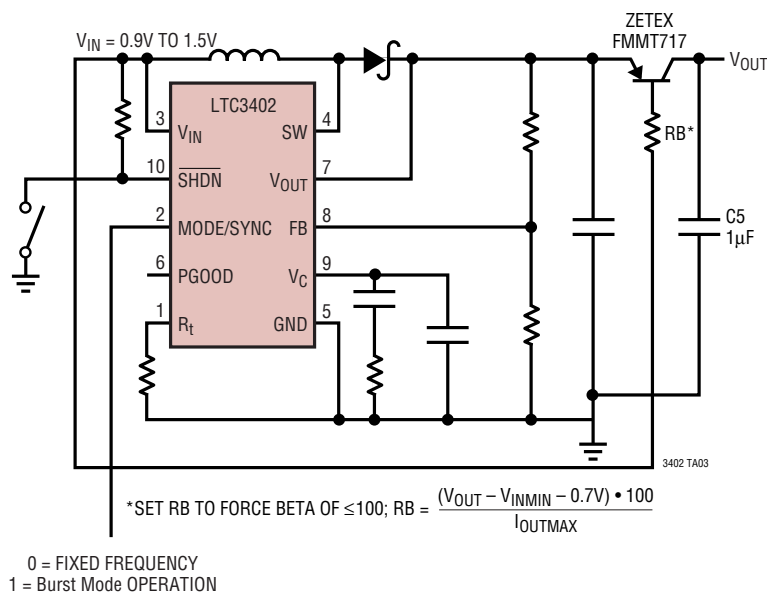 ZETEX
FMMT717
V_IN = 0.9V TO 1.5V
V_OUT
LTC3402
3
4
V_IN
SW
RB*
10
7
SHDN
V_OUT
2
8
MODE/SYNC
FB
C5
1µF
6
9
PGOOD
V_C
1
5
R_t
GND
3402 TA03
*SET RB TO FORCE BETA OF ≤100; RB = (V_OUT – V_INMIN – 0.7V) • 100
I_OUTMAX
0 = FIXED FREQUENCY
1 = Burst Mode OPERATION